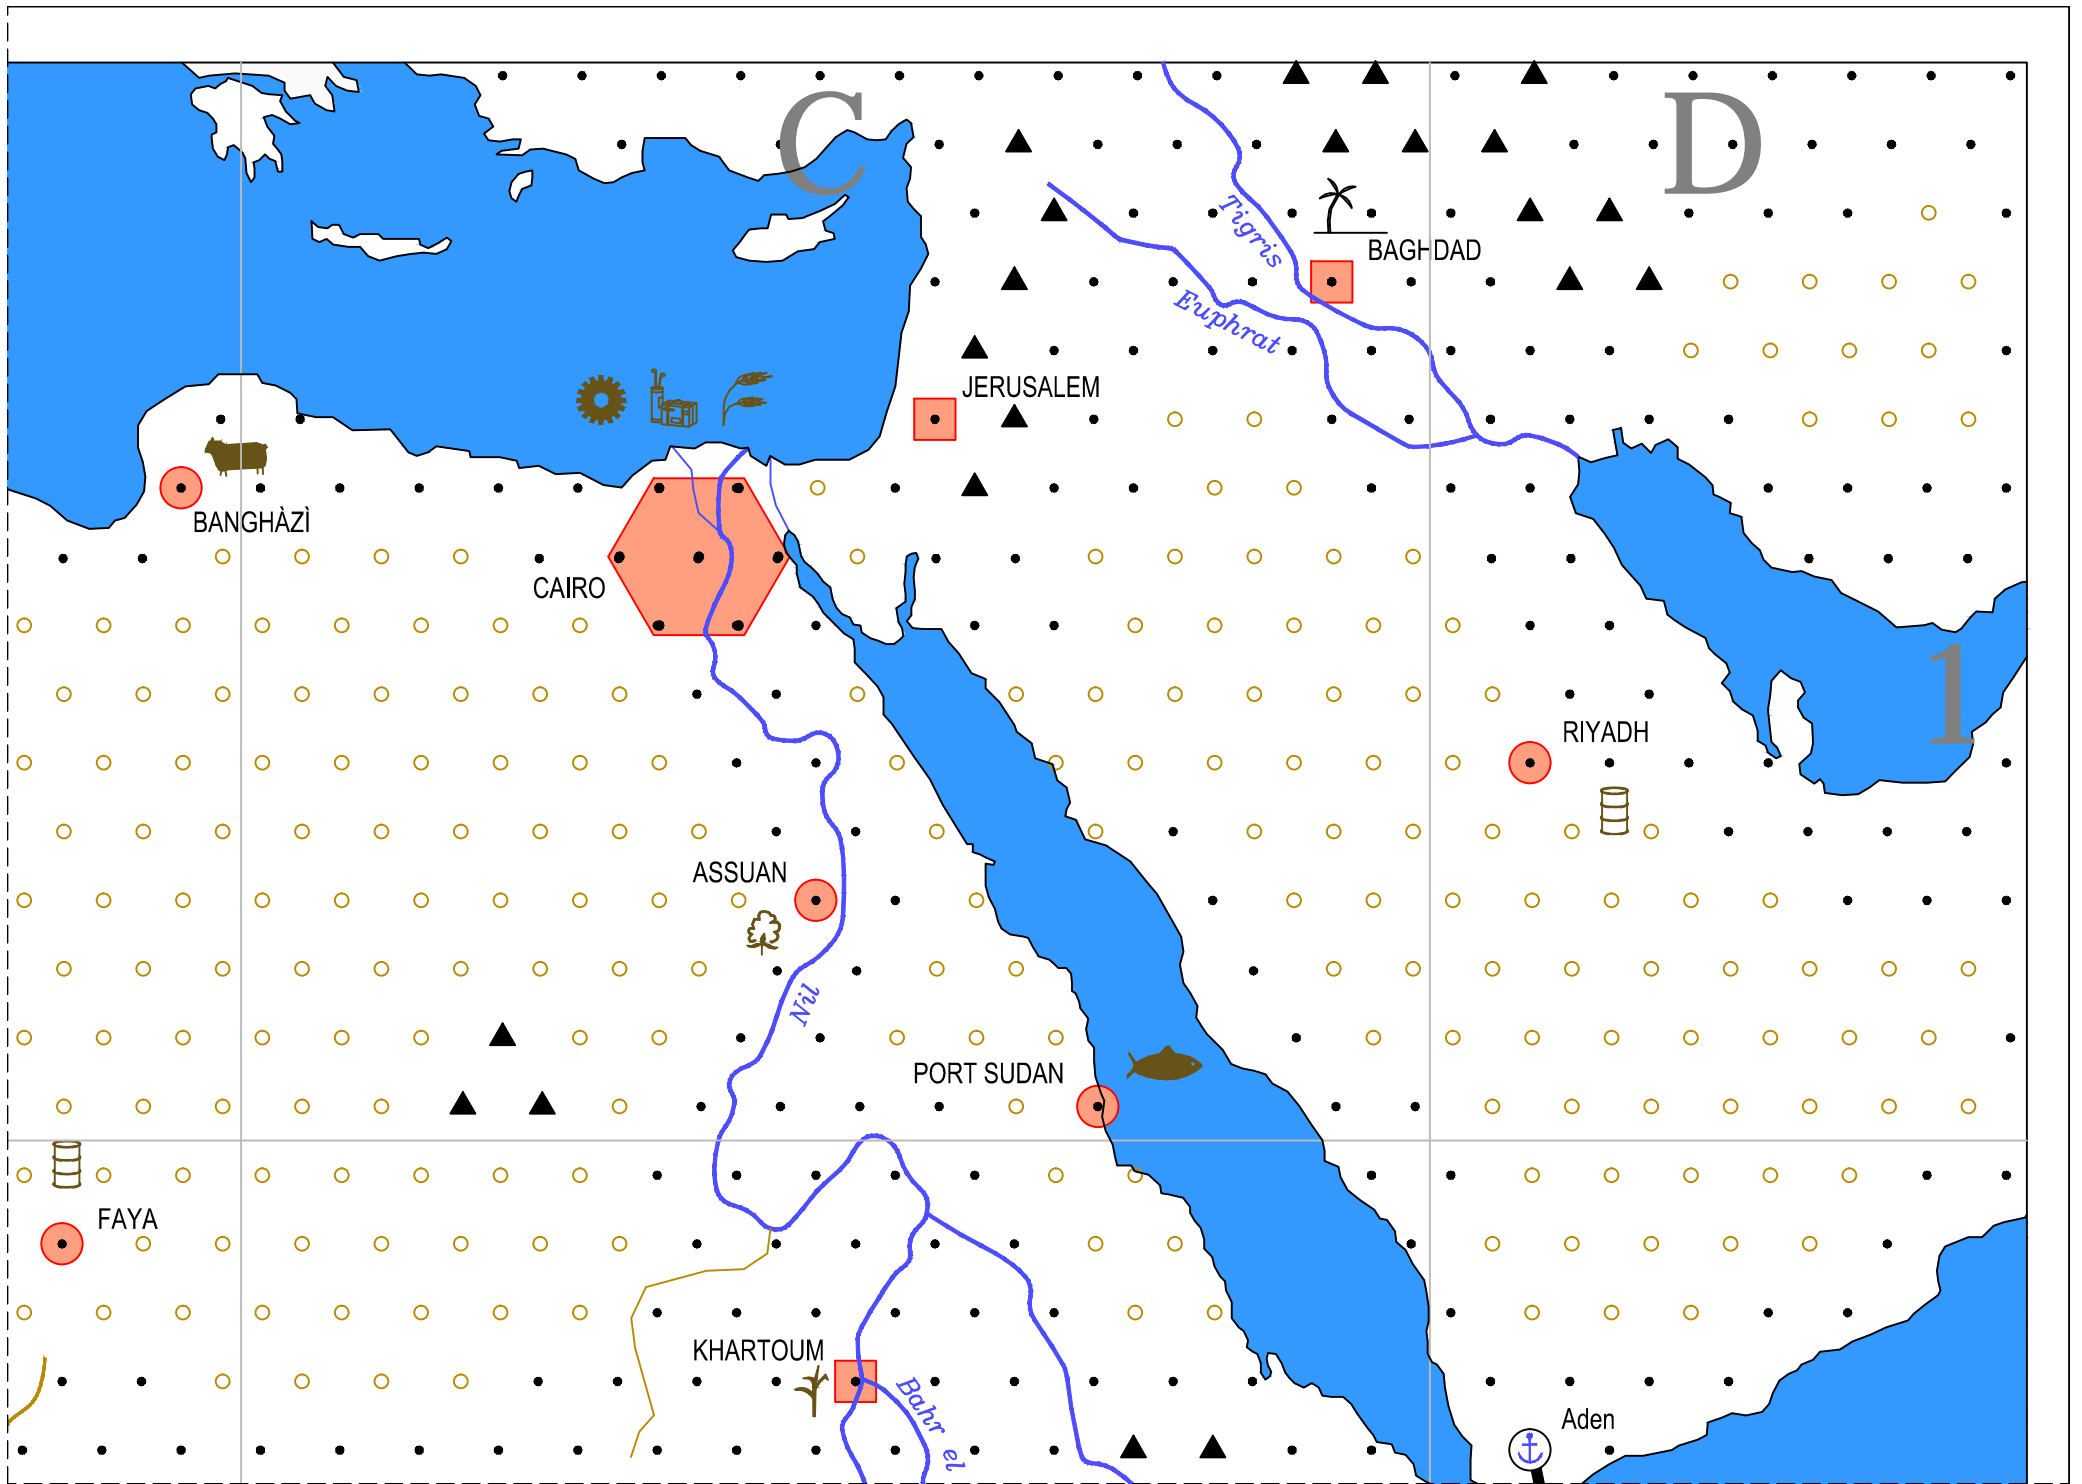 C
D
Tigris
BAGHDAD
Euphrat
JERUSALEM
BANGHÀZÌ
CAIRO
1
RIYADH
ASSUAN
Nil
PORT SUDAN
FAYA
KHARTOUM
Bahr el
Aden